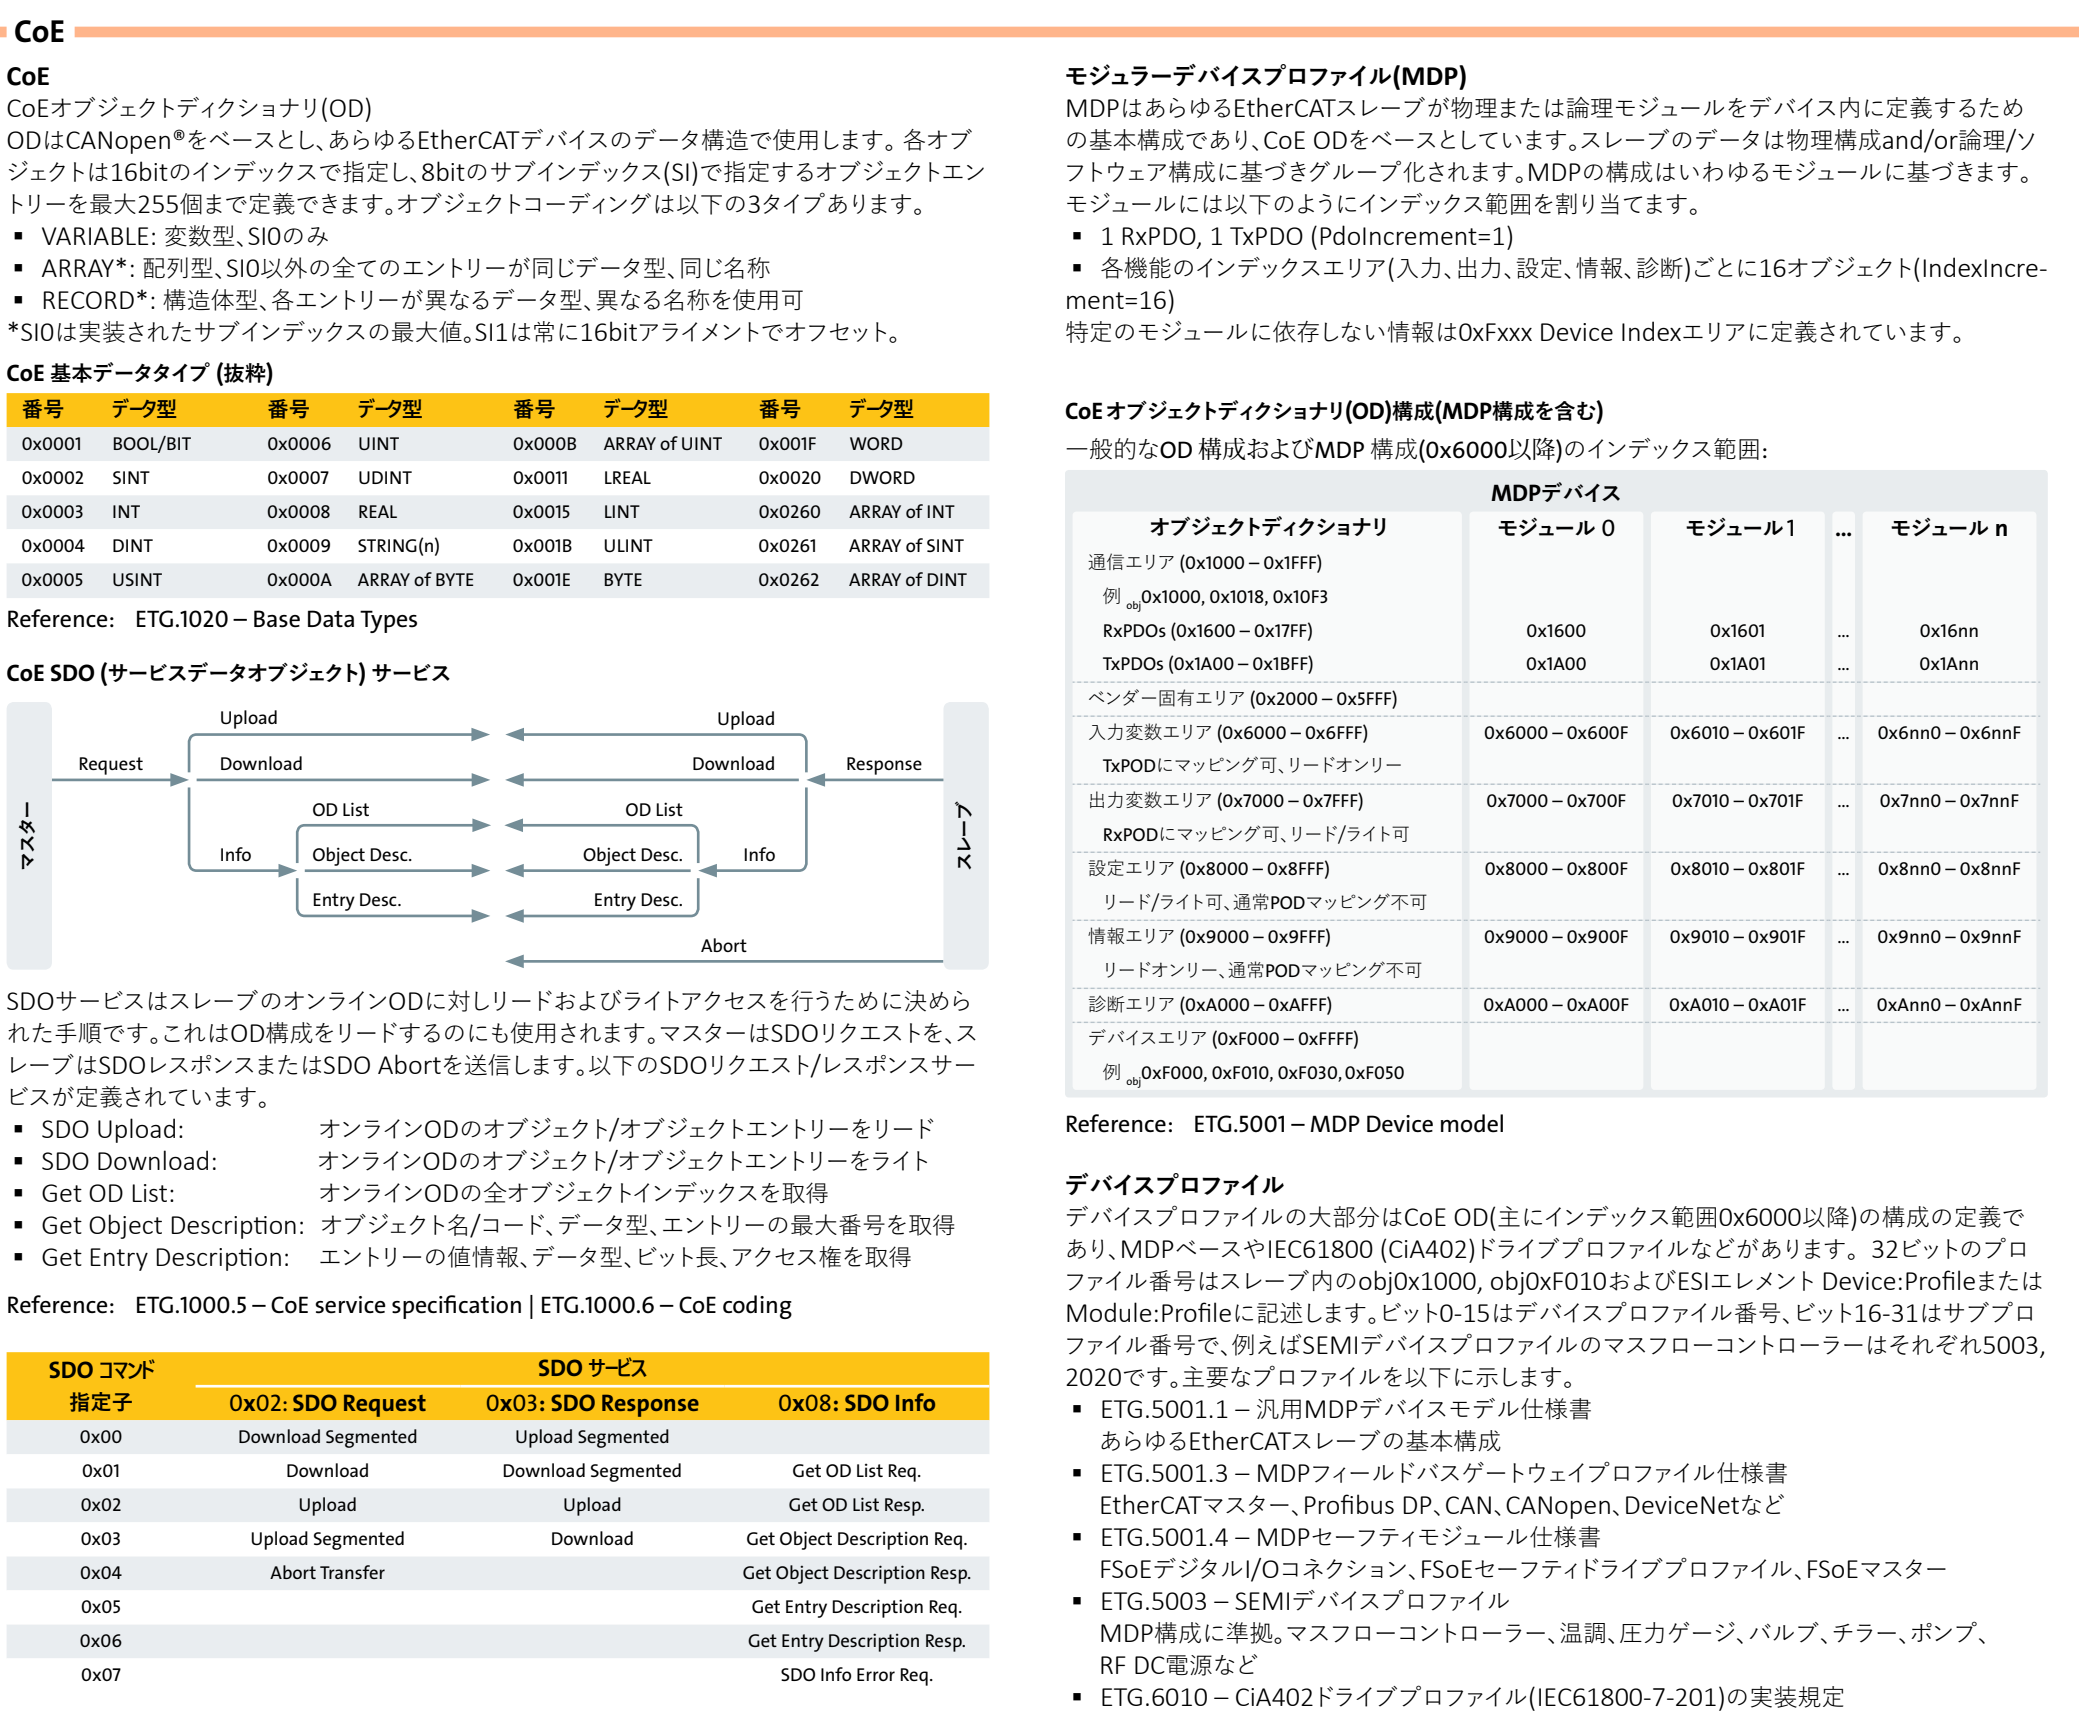 CoE
CoE
CoEオブジェクトディクショナリ(OD)
ODはCANopen®をベースとし、あらゆるEtherCATデバイスのデータ構造で使用します。各オブ
ジェクトは16bitのインデックスで指定し、8bitのサブインデックス(SI)で指定するオブジェクトエン
トリーを最大255個まで定義できます。オブジェクトコーディングは以下の3タイプあります。
▪ VARIABLE: 変数型、SI0のみ
▪ ARRAY*: 配列型、SI0以外の全てのエントリーが同じデータ型、同じ名称
▪ RECORD*: 構造体型、各エントリーが異なるデータ型、異なる名称を使用可
*SI0は実装されたサブインデックスの最大値。SI1は常に16bitアライメントでオフセット。
CoE 基本データタイプ (抜粋)
番号 データ型 番号 データ型 番号 データ型 番号 データ型
0x0001 BOOL/BIT 0x0006 UINT 0x000B ARRAY of UINT 0x001F WORD
0x0002 SINT 0x0007 UDINT 0x0011 LREAL 0x0020 DWORD
0x0003 INT 0x0008 REAL 0x0015 LINT 0x0260 ARRAY of INT
0x0004 DINT 0x0009 STRING(n) 0x001B ULINT 0x0261 ARRAY of SINT
0x0005 USINT 0x000A ARRAY of BYTE 0x001E BYTE 0x0262 ARRAY of DINT
Reference: ETG.1020 – Base Data Types
CoE SDO (サービスデータオブジェクト) サービス
Upload Upload
Request Download Download Response
OD List OD List
マスター スレーブ
Info Object Desc. Object Desc. Info
Entry Desc. Entry Desc.
Abort
SDOサービスはスレーブのオンラインODに対しリードおよびライトアクセスを行うために決めら
れた手順です。これはOD構成をリードするのにも使用されます。マスターはSDOリクエストを、ス
レーブはSDOレスポンスまたはSDO Abortを送信します。以下のSDOリクエスト/レスポンスサー
ビスが定義されています。
▪ SDO Upload: オンラインODのオブジェクト/オブジェクトエントリーをリード
▪ SDO Download: オンラインODのオブジェクト/オブジェクトエントリーをライト
▪ Get OD List: オンラインODの全オブジェクトインデックスを取得
▪ Get Object Description: オブジェクト名/コード、データ型、エントリーの最大番号を取得
▪ Get Entry Description: エントリーの値情報、データ型、ビット長、アクセス権を取得
Reference: ETG.1000.5 – CoE service specification | ETG.1000.6 – CoE coding
SDO コマンド SDO サービス
指定子 0x02: SDO Request 0x03: SDO Response 0x08: SDO Info
0x00 Download Segmented Upload Segmented
0x01 Download Download Segmented Get OD List Req.
0x02 Upload Upload Get OD List Resp.
0x03 Upload Segmented Download Get Object Description Req.
0x04 Abort Transfer Get Object Description Resp.
0x05 Get Entry Description Req.
0x06 Get Entry Description Resp.
0x07 SDO Info Error Req.
モジュラーデバイスプロファイル(MDP)
MDPはあらゆるEtherCATスレーブが物理または論理モジュールをデバイス内に定義するため
の基本構成であり、CoE ODをベースとしています。スレーブのデータは物理構成and/or論理/ソ
フトウェア構成に基づきグループ化されます。MDPの構成はいわゆるモジュールに基づきます。
モジュールには以下のようにインデックス範囲を割り当てます。
▪ 1 RxPDO, 1 TxPDO (PdoIncrement=1)
▪ 各機能のインデックスエリア(入力、出力、設定、情報、診断)ごとに16オブジェクト(IndexIncre-
ment=16)
特定のモジュールに依存しない情報は0xFxxx Device Indexエリアに定義されています。
CoE オブジェクトディクショナリ(OD)構成(MDP構成を含む)
一般的なOD 構成およびMDP 構成(0x6000以降)のインデックス範囲:
MDPデバイス
オブジェクトディクショナリ モジュール 0 モジュール 1 ... モジュール n
通信エリア (0x1000 – 0x1FFF)
例 obj0x1000, 0x1018, 0x10F3
RxPDOs (0x1600 – 0x17FF) 0x1600 0x1601 ... 0x16nn
TxPDOs (0x1A00 – 0x1BFF) 0x1A00 0x1A01 ... 0x1Ann
ベンダー固有エリア (0x2000 – 0x5FFF)
入力変数エリア (0x6000 – 0x6FFF) 0x6000 – 0x600F 0x6010 – 0x601F ... 0x6nn0 – 0x6nnF
TxPODにマッピング可、リードオンリー
出力変数エリア (0x7000 – 0x7FFF) 0x7000 – 0x700F 0x7010 – 0x701F ... 0x7nn0 – 0x7nnF
RxPODにマッピング可、リード/ライト可
設定エリア (0x8000 – 0x8FFF) 0x8000 – 0x800F 0x8010 – 0x801F ... 0x8nn0 – 0x8nnF
リード/ライト可、通常PODマッピング不可
情報エリア (0x9000 – 0x9FFF) 0x9000 – 0x900F 0x9010 – 0x901F ... 0x9nn0 – 0x9nnF
リードオンリー、通常PODマッピング不可
診断エリア (0xA000 – 0xAFFF) 0xA000 – 0xA00F 0xA010 – 0xA01F ... 0xAnn0 – 0xAnnF
デバイスエリア (0xF000 – 0xFFFF)
例 obj0xF000, 0xF010, 0xF030, 0xF050
Reference: ETG.5001 – MDP Device model
デバイスプロファイル
デバイスプロファイルの大部分はCoE OD(主にインデックス範囲0x6000以降)の構成の定義で
あり、MDPベースやIEC61800 (CiA402)ドライブプロファイルなどがあります。 32ビットのプロ
ファイル番号はスレーブ内のobj0x1000, obj0xF010およびESIエレメント Device:Profileまたは
Module:Profileに記述します。ビット0-15はデバイスプロファイル番号、ビット16-31はサブプロ
ファイル番号で、例えばSEMIデバイスプロファイルのマスフローコントローラーはそれぞれ5003,
2020です。主要なプロファイルを以下に示します。
▪ ETG.5001.1 – 汎用MDPデバイスモデル仕様書
あらゆるEtherCATスレーブの基本構成
▪ ETG.5001.3 – MDPフィールドバスゲートウェイプロファイル仕様書
EtherCATマスター、Profibus DP、CAN、CANopen、DeviceNetなど
▪ ETG.5001.4 – MDPセーフティモジュール仕様書
FSoEデジタルI/Oコネクション、FSoEセーフティドライブプロファイル、FSoEマスター
▪ ETG.5003 – SEMIデバイスプロファイル
MDP構成に準拠。マスフローコントローラー、温調、圧力ゲージ、バルブ、チラー、ポンプ、
RF DC電源など
▪ ETG.6010 – CiA402ドライブプロファイル(IEC61800-7-201)の実装規定